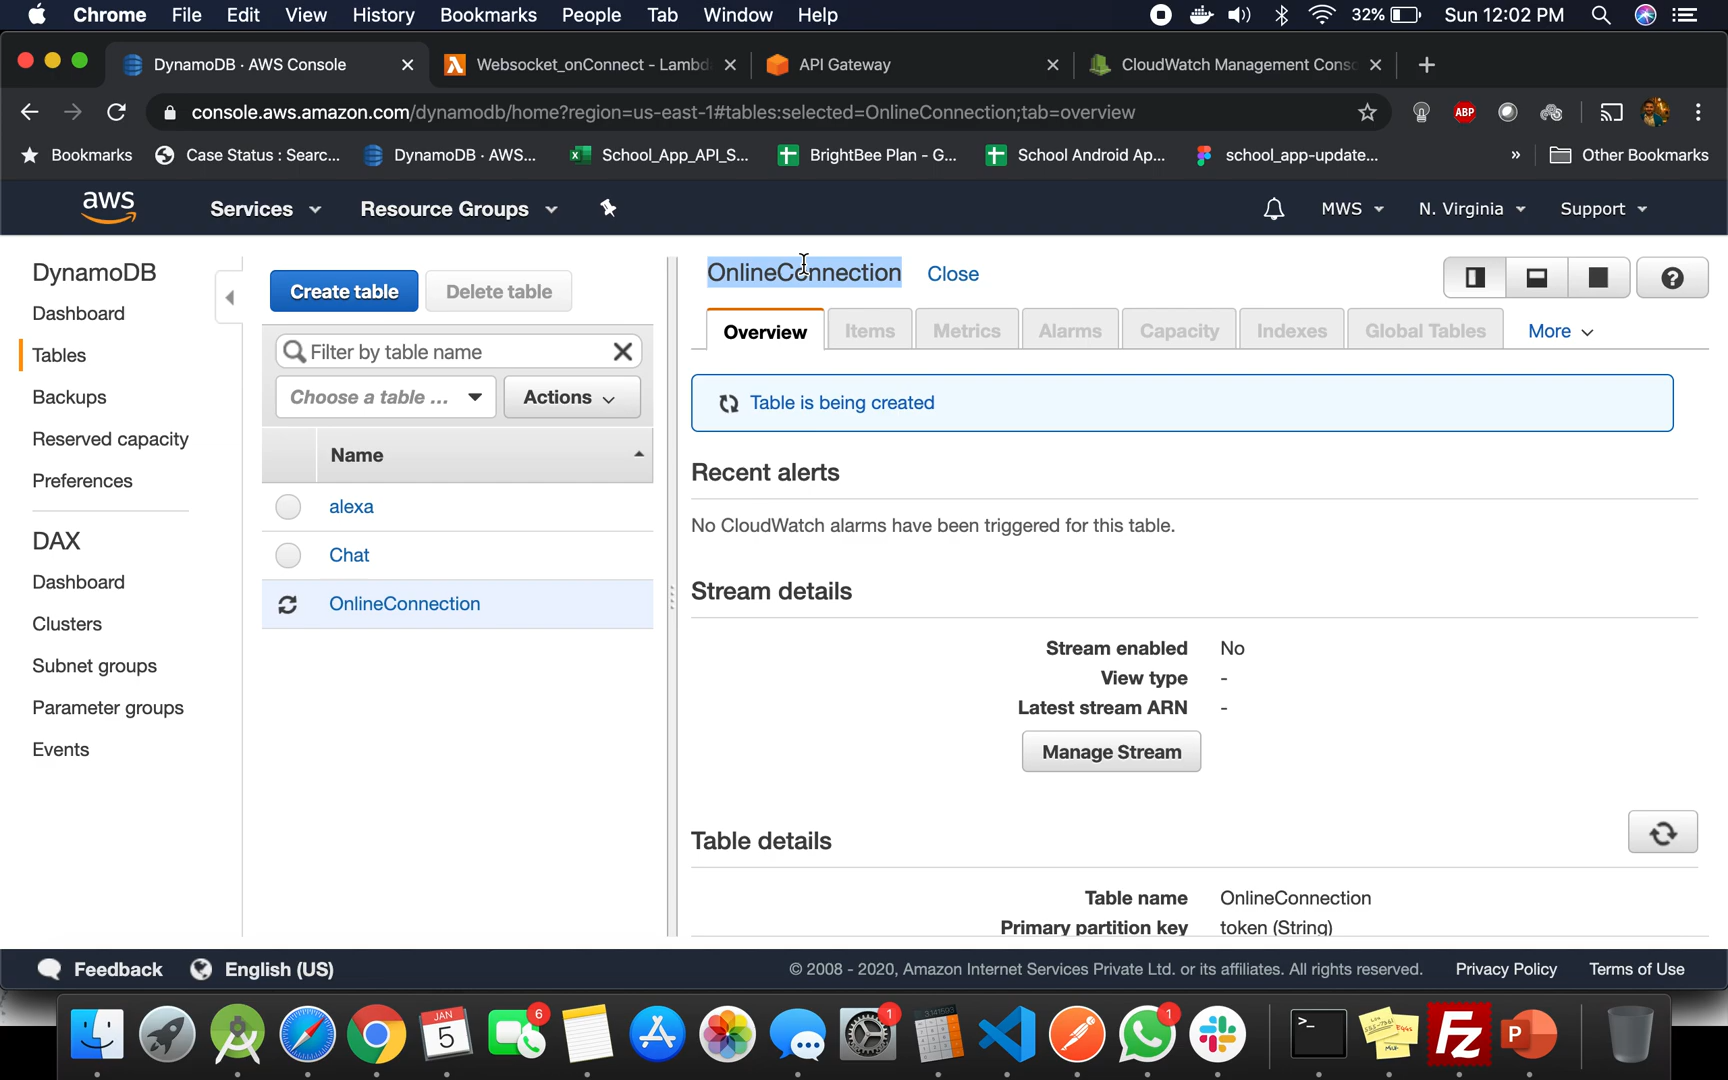 Chrome File Edit View History Bookmarks People Tab Window Help 32% Sun 12:02 PM
DynamoDB · AWS Console Websocket_onConnect - Lamb API Gateway CloudWatch Management Cons
console.aws.amazon.com/dynamodb/home?region=us-east-1#tables:selected=OnlineConnection;tab=overview ABP
Bookmarks Case Status : Searc... DynamoDB · AWS... School_App_API_S... BrightBee Plan - G... School Android Ap... school_app-update... » Other Bookmarks
aws Services Resource Groups MWS N. Virginia Support
DynamoDB
Dashboard
Tables
Backups
Reserved capacity
Preferences
DAX
Dashboard
Clusters
Subnet groups
Parameter groups
Events
Create table Delete table
Filter by table name
Choose a table ... Actions
Name
alexa
Chat
OnlineConnection
OnlineConnection Close
Overview Items Metrics Alarms Capacity Indexes Global Tables More
Table is being created
Recent alerts
No CloudWatch alarms have been triggered for this table.
Stream details
Stream enabled No
View type -
Latest stream ARN -
Manage Stream
Table details
Table name OnlineConnection
Primary partition key token (String)
Feedback English (US) © 2008 - 2020, Amazon Internet Services Private Ltd. or its affiliates. All rights reserved. Privacy Policy Terms of Use
JAN
5
6
1
1